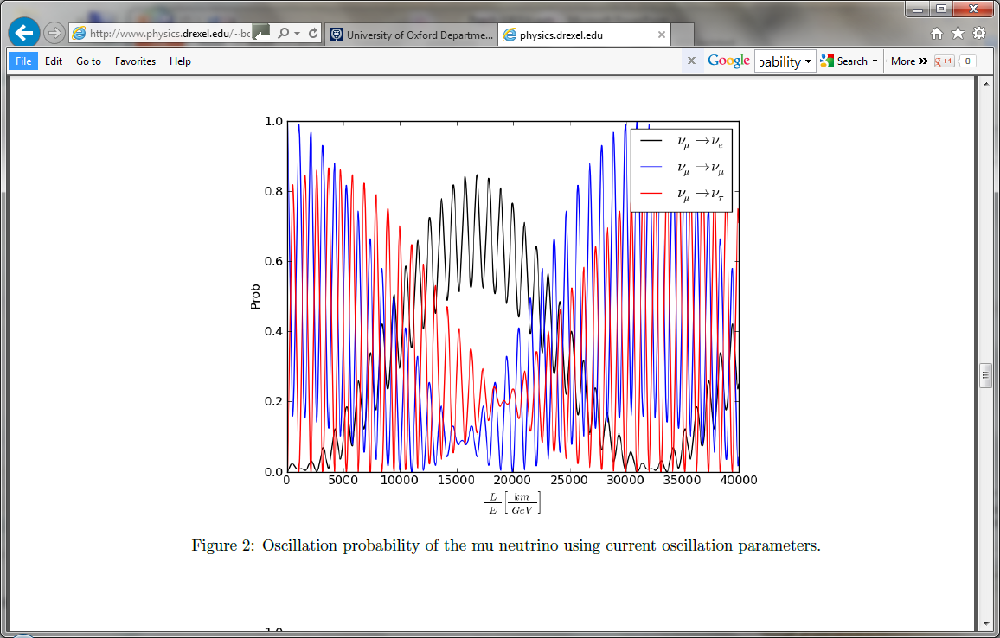 http://www.physics.drexel.edu/~bc
University of Oxford Departme...
physics.drexel.edu
File Edit Go to Favorites Help
x Google bability Search More >> g +1 0
1.0
0.8
0.6
0.4
0.2
0.0
Prob
ν_μ → ν_e
ν_μ → ν_μ
ν_μ → ν_τ
0 5000 10000 15000 20000 25000 30000 35000 40000
L/E [km/GeV]
Figure 2: Oscillation probability of the mu neutrino using current oscillation parameters.